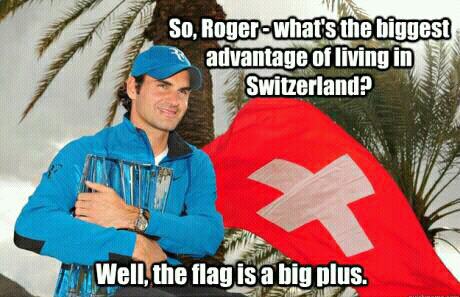 So, Roger - what's the biggest
advantage of living in
Switzerland?
Well, the flag is a big plus.